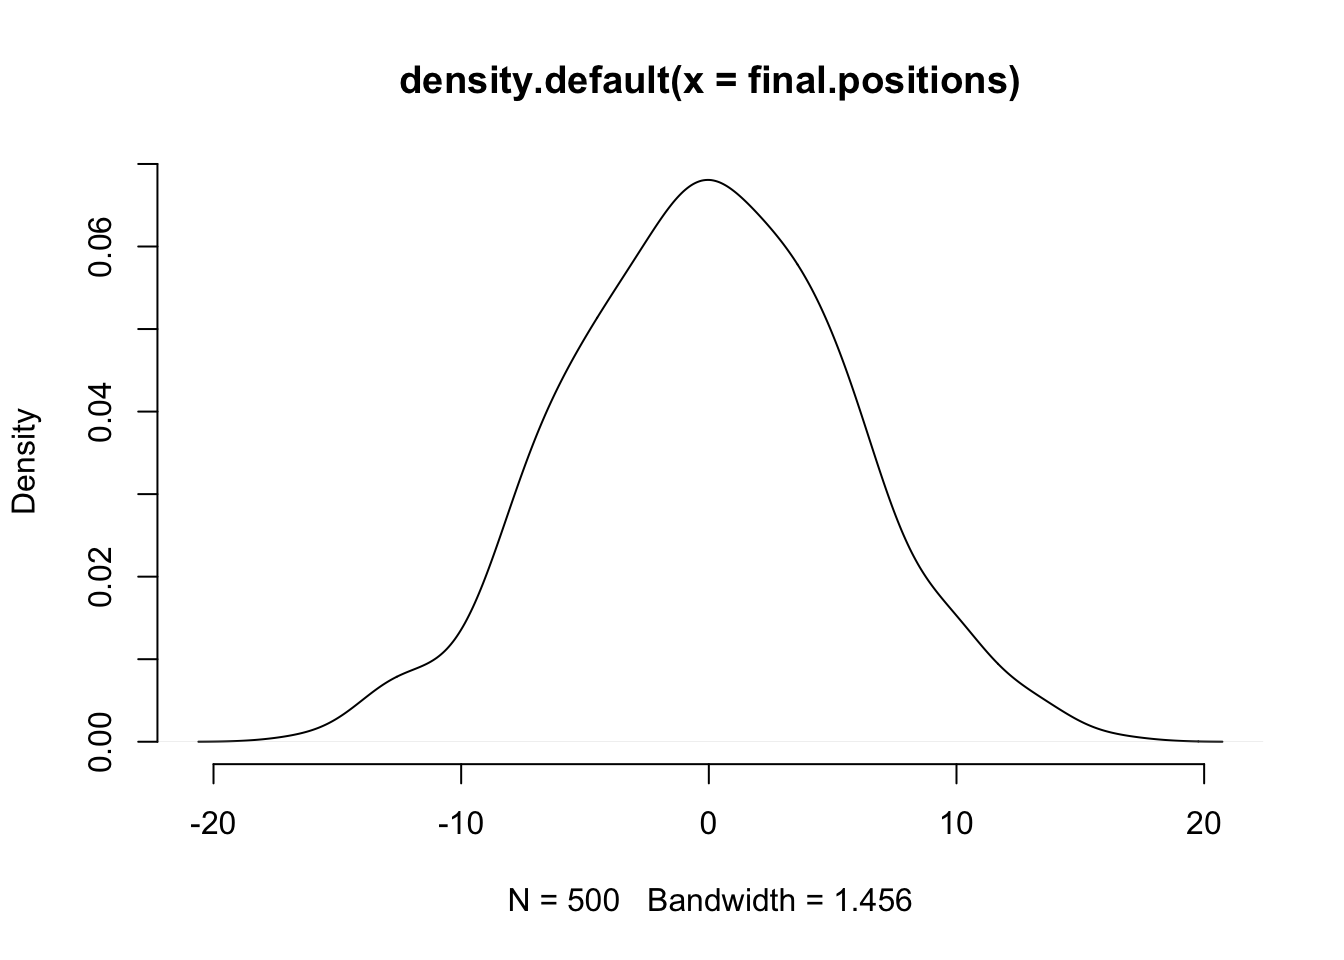 density.default(x = final.positions)
Density
0.06
0.04
0.02
0.00
-20 -10 0 10 20
N = 500 Bandwidth = 1.456